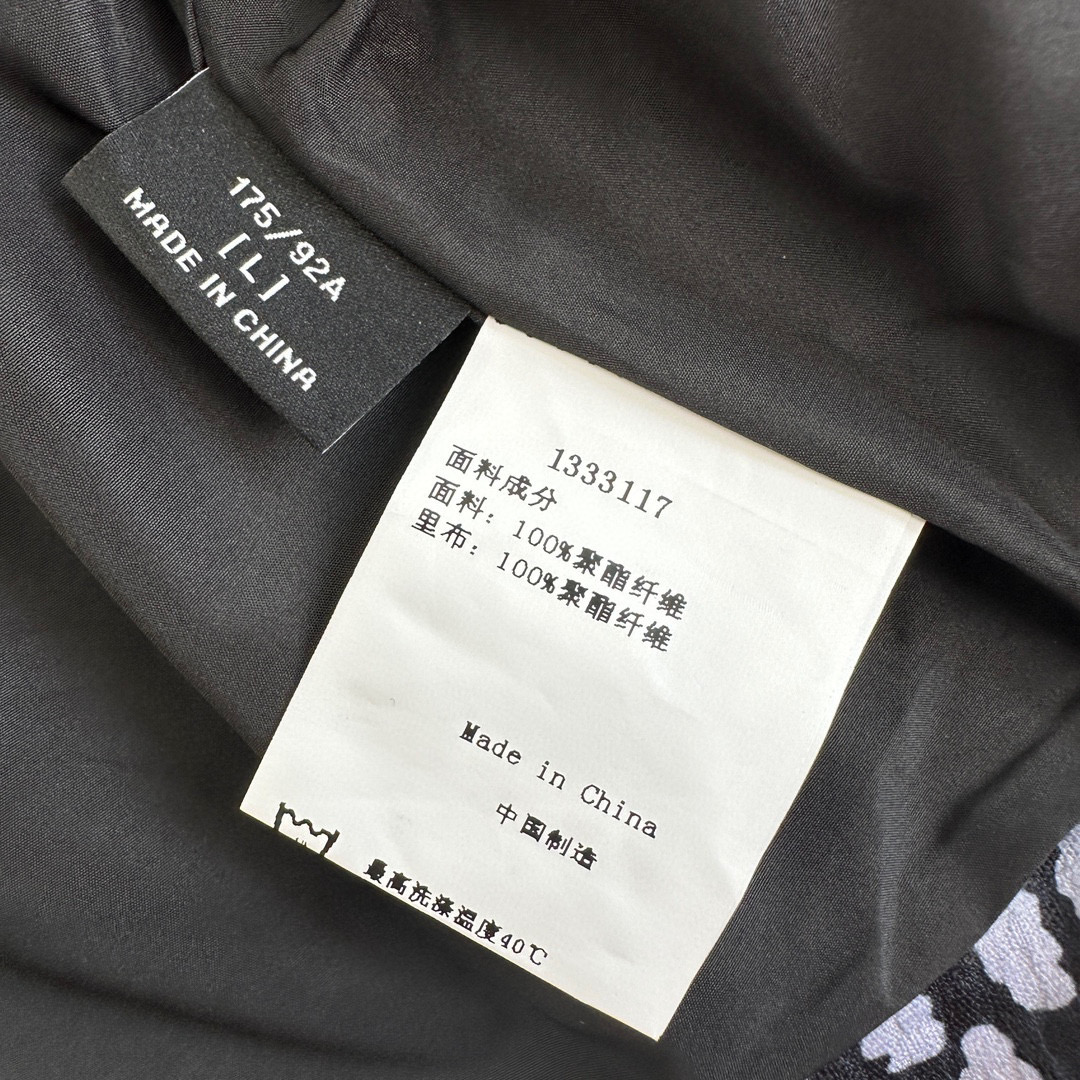 175/92A
[L]
MADE IN CHINA
1333117
面料成分
面料: 100%聚酯纤维
里布: 100%聚酯纤维
Made in China
中国制造
最高洗涤温度40℃